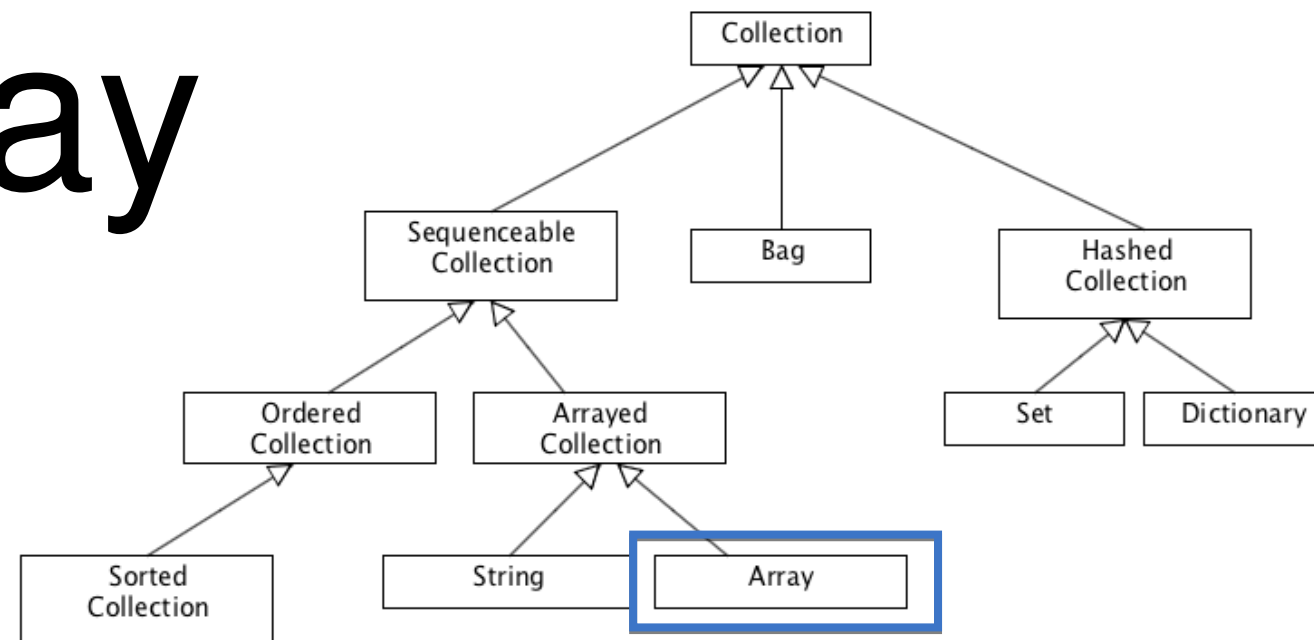 ay
Collection
Sequenceable
Collection
Bag
Hashed
Collection
Ordered
Collection
Arrayed
Collection
Set
Dictionary
Sorted
Collection
String
Array